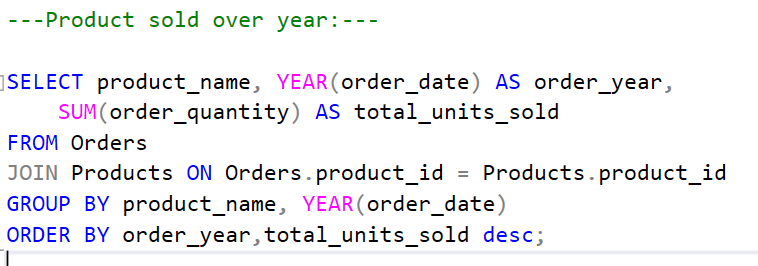 ---Product sold over year:---
SELECT product_name, YEAR(order_date) AS order_year,
SUM(order_quantity) AS total_units_sold
FROM Orders
JOIN Products ON Orders.product_id = Products.product_id
GROUP BY product_name, YEAR(order_date)
ORDER BY order_year,total_units_sold desc;